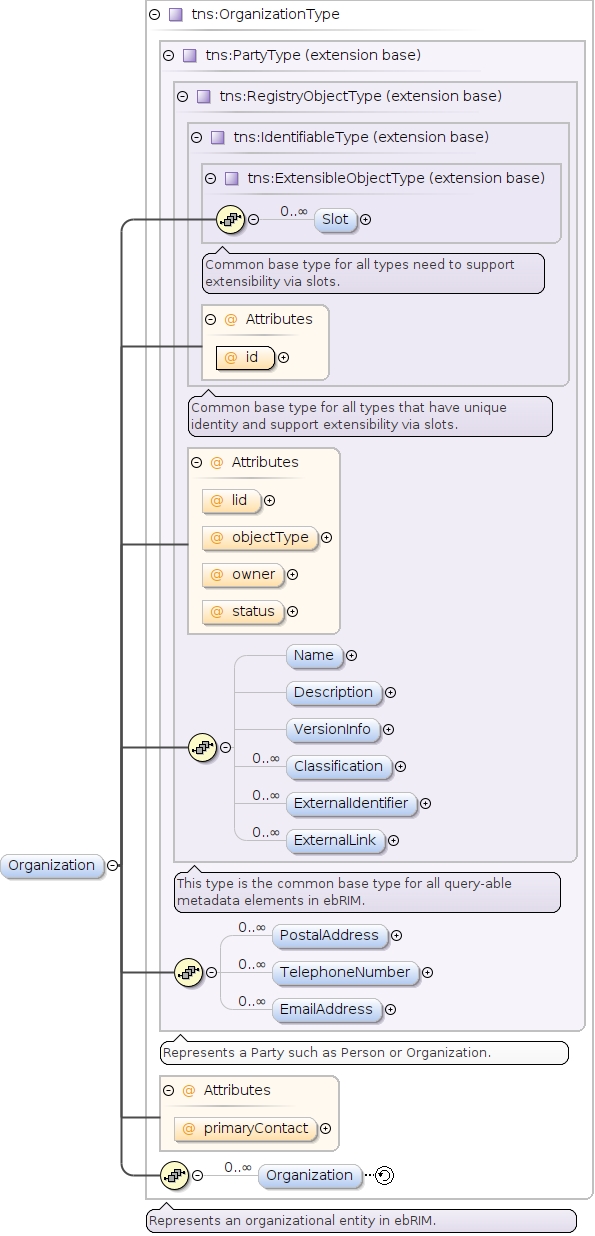 tns:OrganizationType
tns:PartyType (extension base)
tns:RegistryObjectType (extension base)
tns:IdentifiableType (extension base)
tns:ExtensibleObjectType (extension base)
0..∞ Slot
Common base type for all types need to support
extensibility via slots.
@ Attributes
@ id
Common base type for all types that have unique
identity and support extensibility via slots.
@ Attributes
@ lid
@ objectType
@ owner
@ status
Name
Description
VersionInfo
0..∞ Classification
0..∞ ExternalIdentifier
0..∞ ExternalLink
Organization
This type is the common base type for all query-able
metadata elements in ebRIM.
0..∞ PostalAddress
0..∞ TelephoneNumber
0..∞ EmailAddress
Represents a Party such as Person or Organization.
@ Attributes
@ primaryContact
0..∞ Organization
Represents an organizational entity in ebRIM.